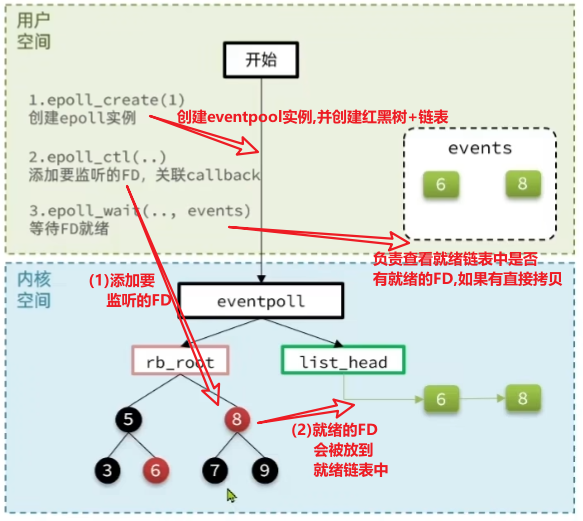 用户
空间
开始
1.epoll_create(1)
创建epoll实例
创建eventpool实例,并创建红黑树+链表
2.epoll_ctl(..)
添加要监听的FD，关联callback
3.epoll_wait(.., events)
等待FD就绪
events
6
8
负责查看就绪链表中是否
有就绪的FD,如果有直接拷贝
内核
空间
(1)添加要
监听的FD
eventpoll
rb_root
list_head
6
8
5
8
3
6
7
9
(2)就绪的FD
会被放到
就绪链表中